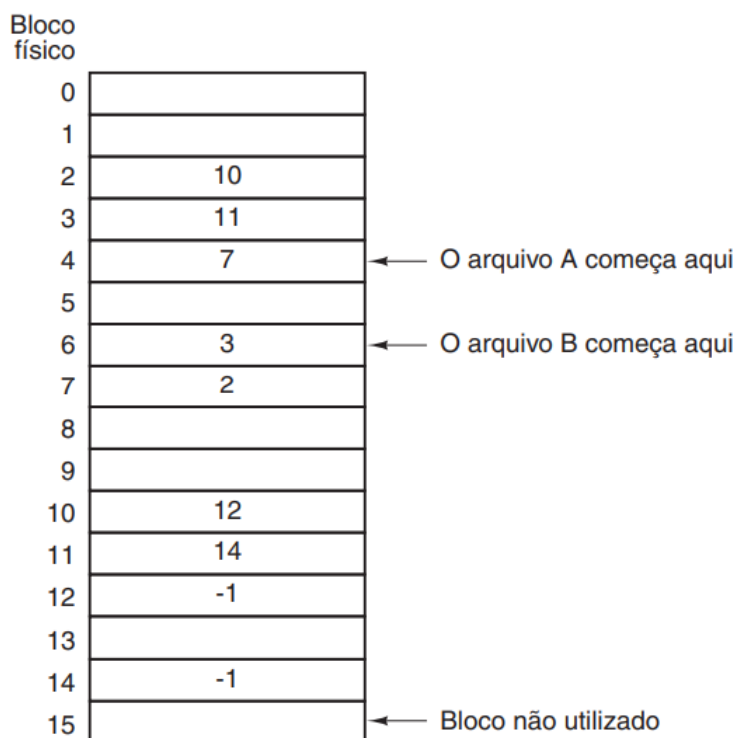 Bloco
físico
0
1
2 10
3 11
4 7 O arquivo A começa aqui
5
6 3 O arquivo B começa aqui
7 2
8
9
10 12
11 14
12 -1
13
14 -1
15 Bloco não utilizado